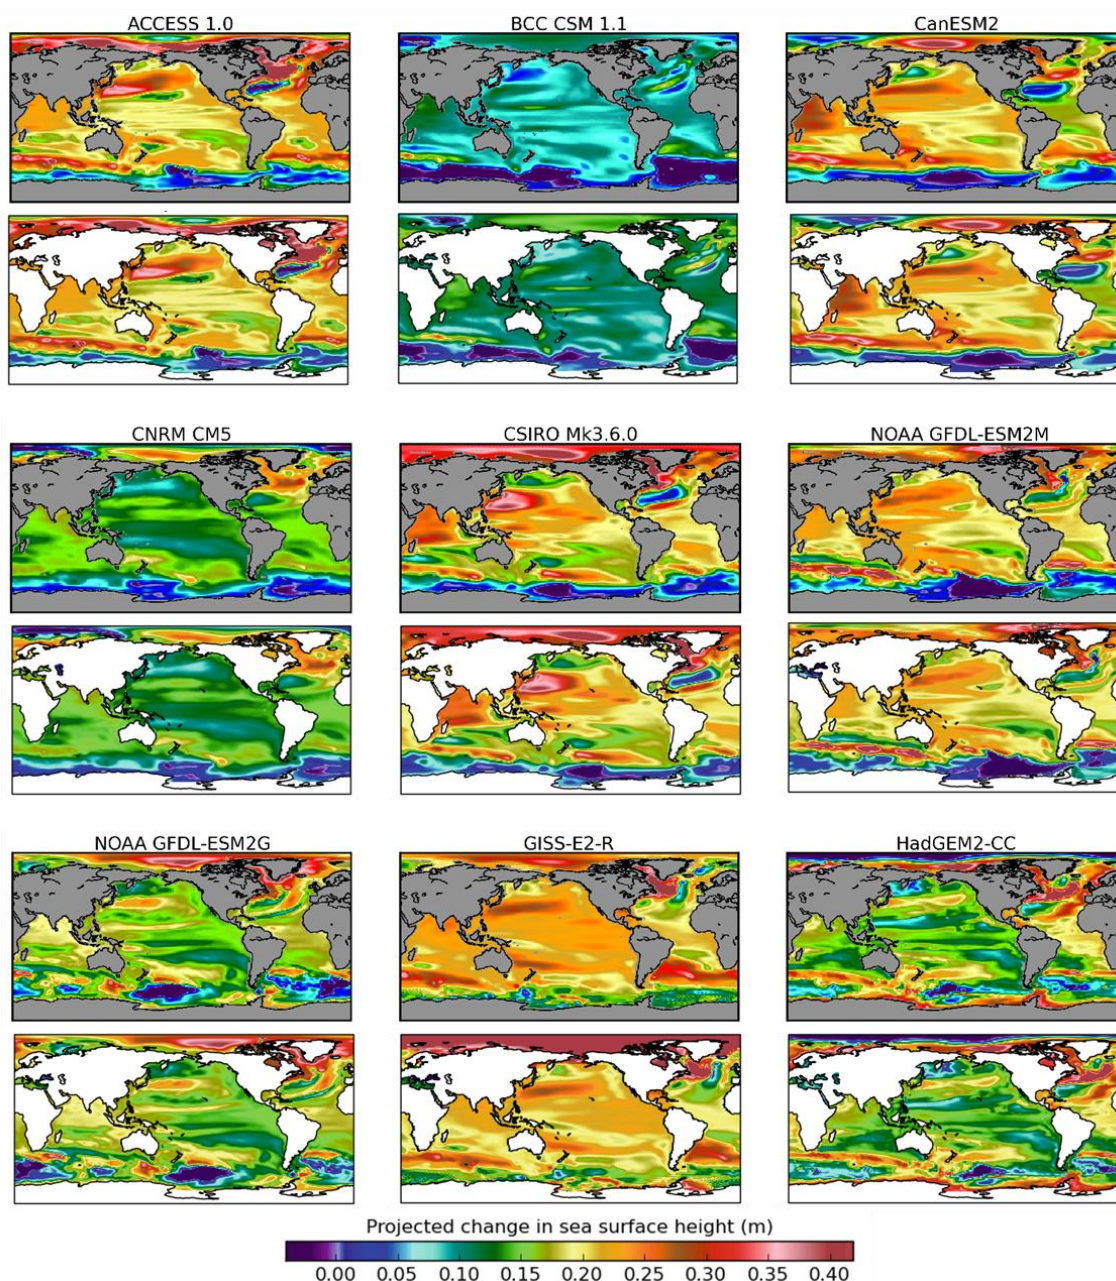 ACCESS 1.0
BCC CSM 1.1
CanESM2
CNRM CM5
CSIRO Mk3.6.0
NOAA GFDL-ESM2M
NOAA GFDL-ESM2G
GISS-E2-R
HadGEM2-CC
Projected change in sea surface height (m)
0.00 0.05 0.10 0.15 0.20 0.25 0.30 0.35 0.40